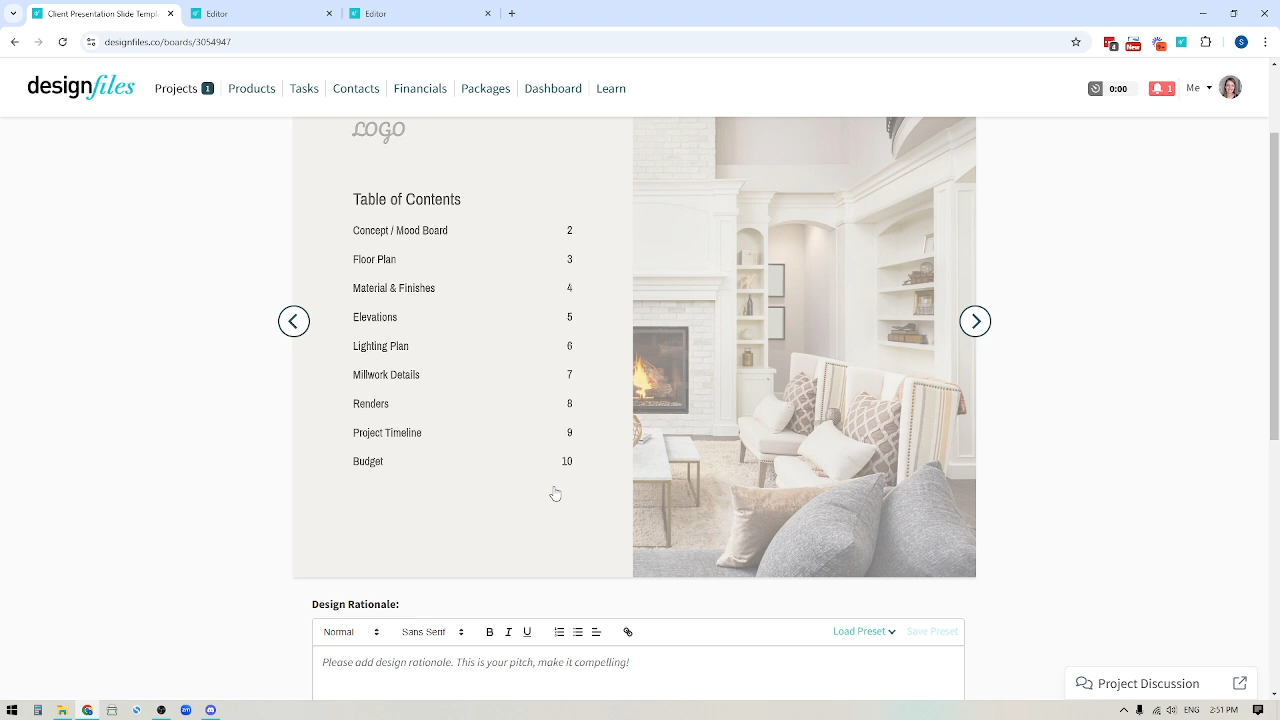 Client Presentation Slide Templ
Editor
Editor
designfiles.co/boards/3054947
4
New
S
designfiles
Projects 1
Products
Tasks
Contacts
Financials
Packages
Dashboard
Learn
0:00
1
Me
LOGO
Table of Contents
Concept / Mood Board 2
Floor Plan 3
Material & Finishes 4
Elevations 5
Lighting Plan 6
Millwork Details 7
Renders 8
Project Timeline 9
Budget 10
Design Rationale:
Normal
Sans Serif
B I U
Load Preset
Save Preset
Please add design rationale. This is your pitch, make it compelling!
Project Discussion
ENG 2:51 PM